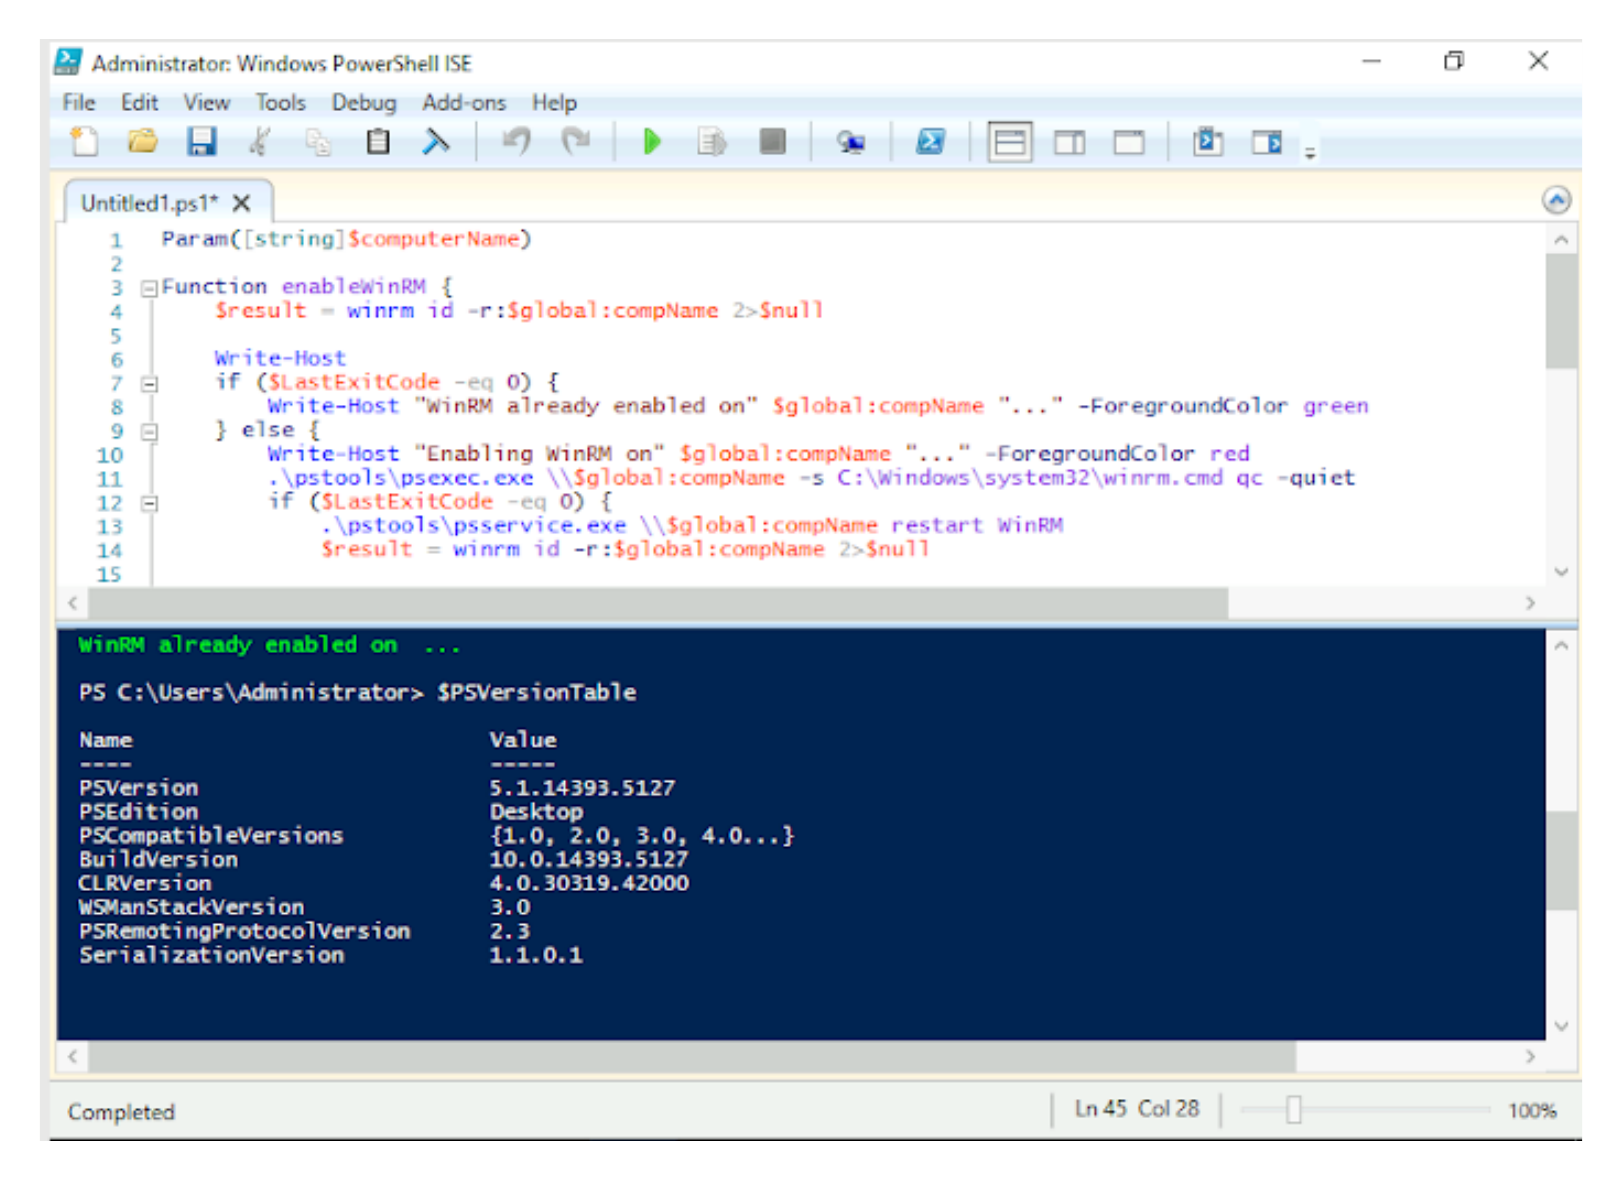 Administrator: Windows PowerShell ISE
File Edit View Tools Debug Add-ons Help
Untitled1.ps1* X
1 Param([string]$computerName)
2
3 Function enableWinRM {
4 $result = winrm id -r:$global:compName 2>$null
5
6 Write-Host
7 if ($LastExitCode -eq 0) {
8 Write-Host "WinRM already enabled on" $global:compName "..." -ForegroundColor green
9 } else {
10 Write-Host "Enabling WinRM on" $global:compName "..." -ForegroundColor red
11 .\pstools\psexec.exe \\$global:compName -s C:\Windows\system32\winrm.cmd qc -quiet
12 if ($LastExitCode -eq 0) {
13 .\pstools\psservice.exe \\$global:compName restart WinRM
14 $result = winrm id -r:$global:compName 2>$null
15
WinRM already enabled on ...
PS C:\Users\Administrator> $PSVersionTable
Name Value
---- -----
PSVersion 5.1.14393.5127
PSEdition Desktop
PSCompatibleVersions {1.0, 2.0, 3.0, 4.0...}
BuildVersion 10.0.14393.5127
CLRVersion 4.0.30319.42000
WSManStackVersion 3.0
PSRemotingProtocolVersion 2.3
SerializationVersion 1.1.0.1
Completed Ln 45 Col 28 100%